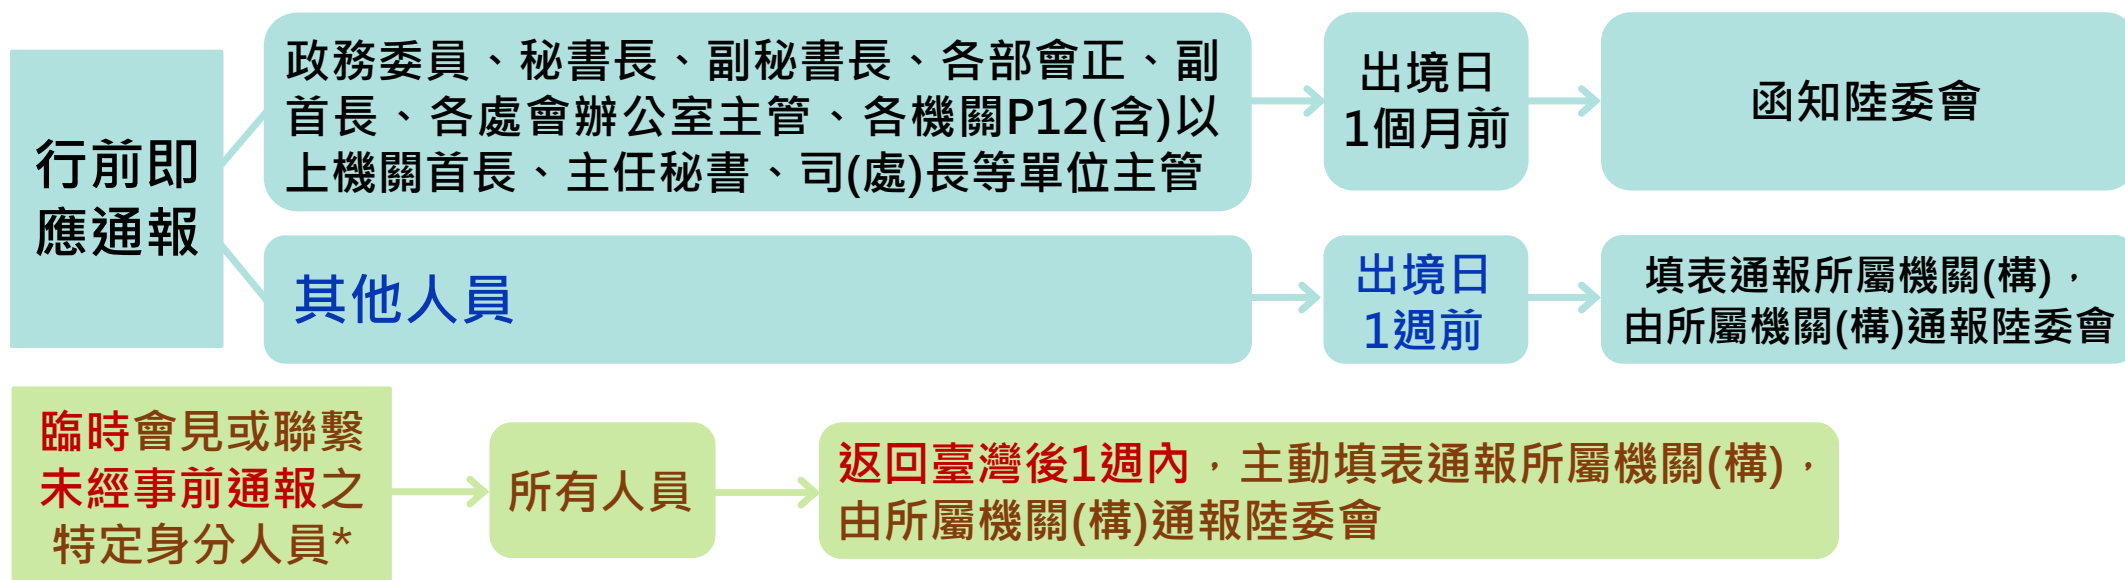 行前即
應通報
政務委員、秘書長、副秘書長、各部會正、副
首長、各處會辦公室主管、各機關P12(含)以
上機關首長、主任秘書、司(處)長等單位主管
出境日
1個月前
函知陸委會
其他人員
出境日
1週前
填表通報所屬機關(構)，
由所屬機關(構)通報陸委會
臨時會見或聯繫
未經事前通報之
特定身分人員*
所有人員
返回臺灣後1週內，主動填表通報所屬機關(構)，
由所屬機關(構)通報陸委會